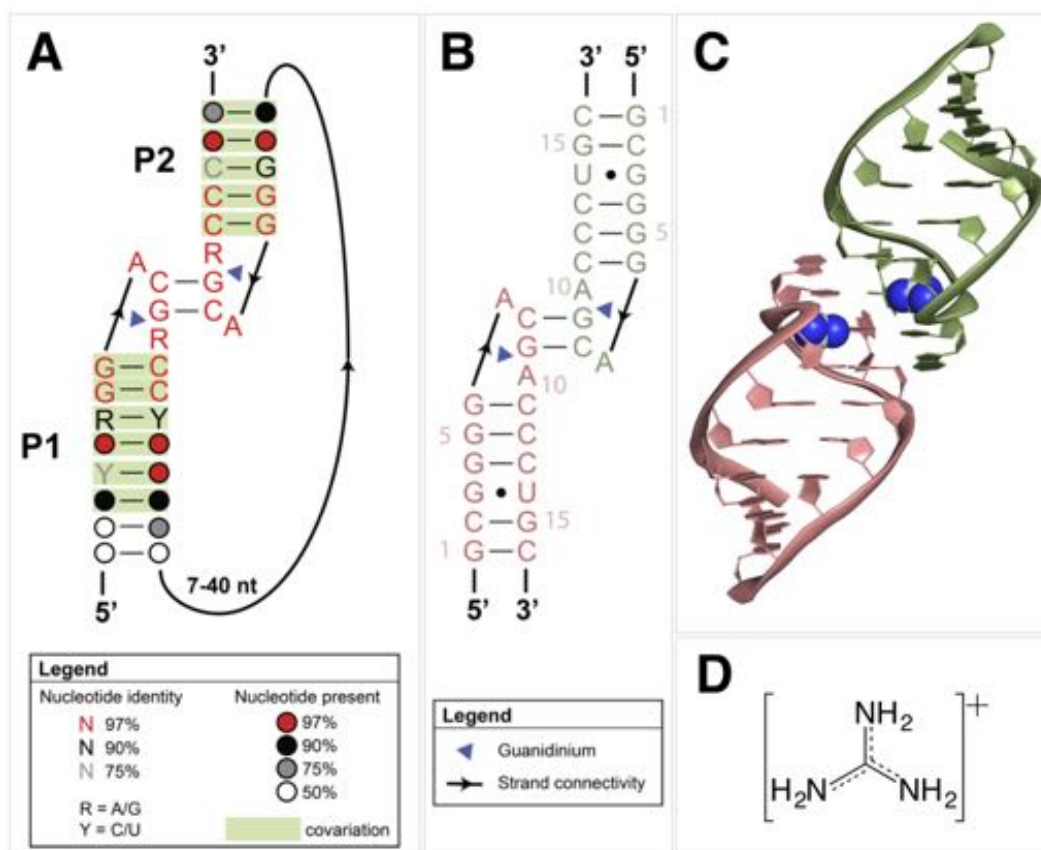 A
3'
P2
C — G
C — G
C — G
R
A
C — G
G — C
A
R
G — C
G — C
P1
R — Y
Y
7-40 nt
5'
Legend
Nucleotide identity
N 97%
N 90%
N 75%
R = A/G
Y = C/U
Nucleotide present
97%
90%
75%
50%
covariation
B
3' 5'
C — G 1
15 G — C
U • G
C — G
C — G 5
C — G
10 A
A
C — G
G — C
A
A
10
G — C
5 G — C
G — C
G • U
C — G 15
1 G — C
5' 3'
Legend
Guanidinium
Strand connectivity
C
D
NH2
+
H2N NH2